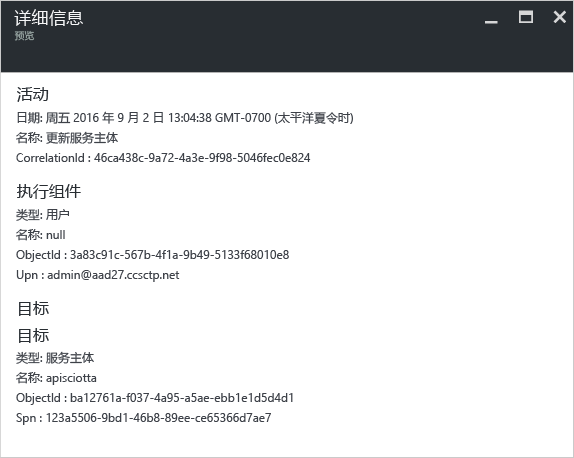 详细信息
预览
活动
日期: 周五 2016 年 9 月 2 日 13:04:38 GMT-0700 (太平洋夏令时)
名称: 更新服务主体
CorrelationId : 46ca438c-9a72-4a3e-9f98-5046fec0e824
执行组件
类型: 用户
名称: null
ObjectId : 3a83c91c-567b-4f1a-9b49-5133f68010e8
Upn : admin@aad27.ccsctp.net
目标
目标
类型: 服务主体
名称: apisciotta
ObjectId : ba12761a-f037-4a95-a5ae-ebb1e1d5d4d1
Spn : 123a5506-9bd1-46b8-89ee-ce65366d7ae7